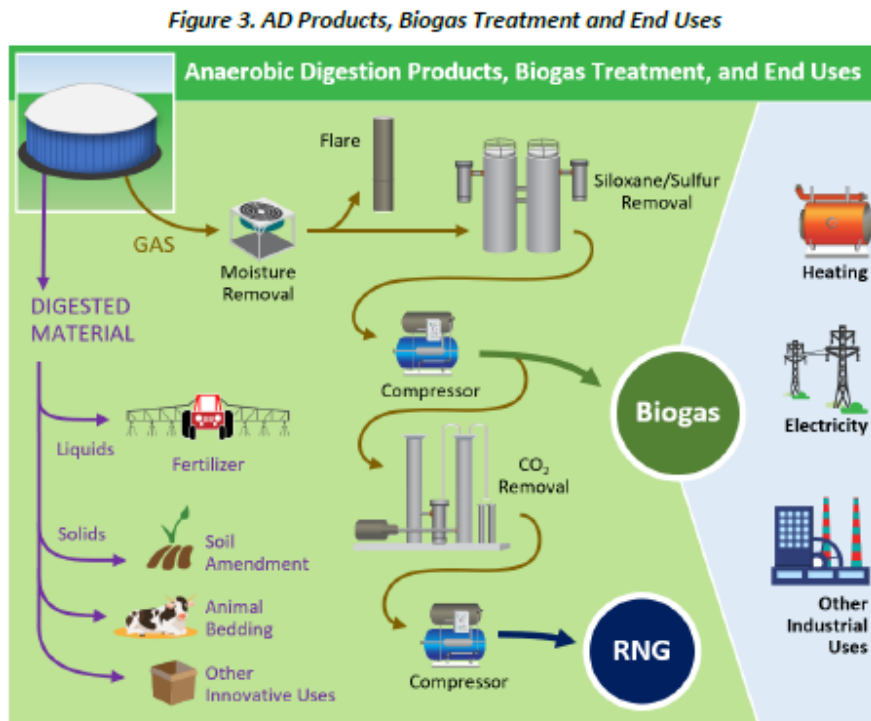 Figure 3. AD Products, Biogas Treatment and End Uses
Anaerobic Digestion Products, Biogas Treatment, and End Uses
Flare
Siloxane/Sulfur
Removal
GAS
Moisture
Removal
Heating
DIGESTED
MATERIAL
Compressor
Biogas
Electricity
Liquids
Fertilizer
CO₂
Removal
Solids
Soil
Amendment
Animal
Bedding
Other
Industrial
Uses
RNG
Other
Innovative Uses
Compressor